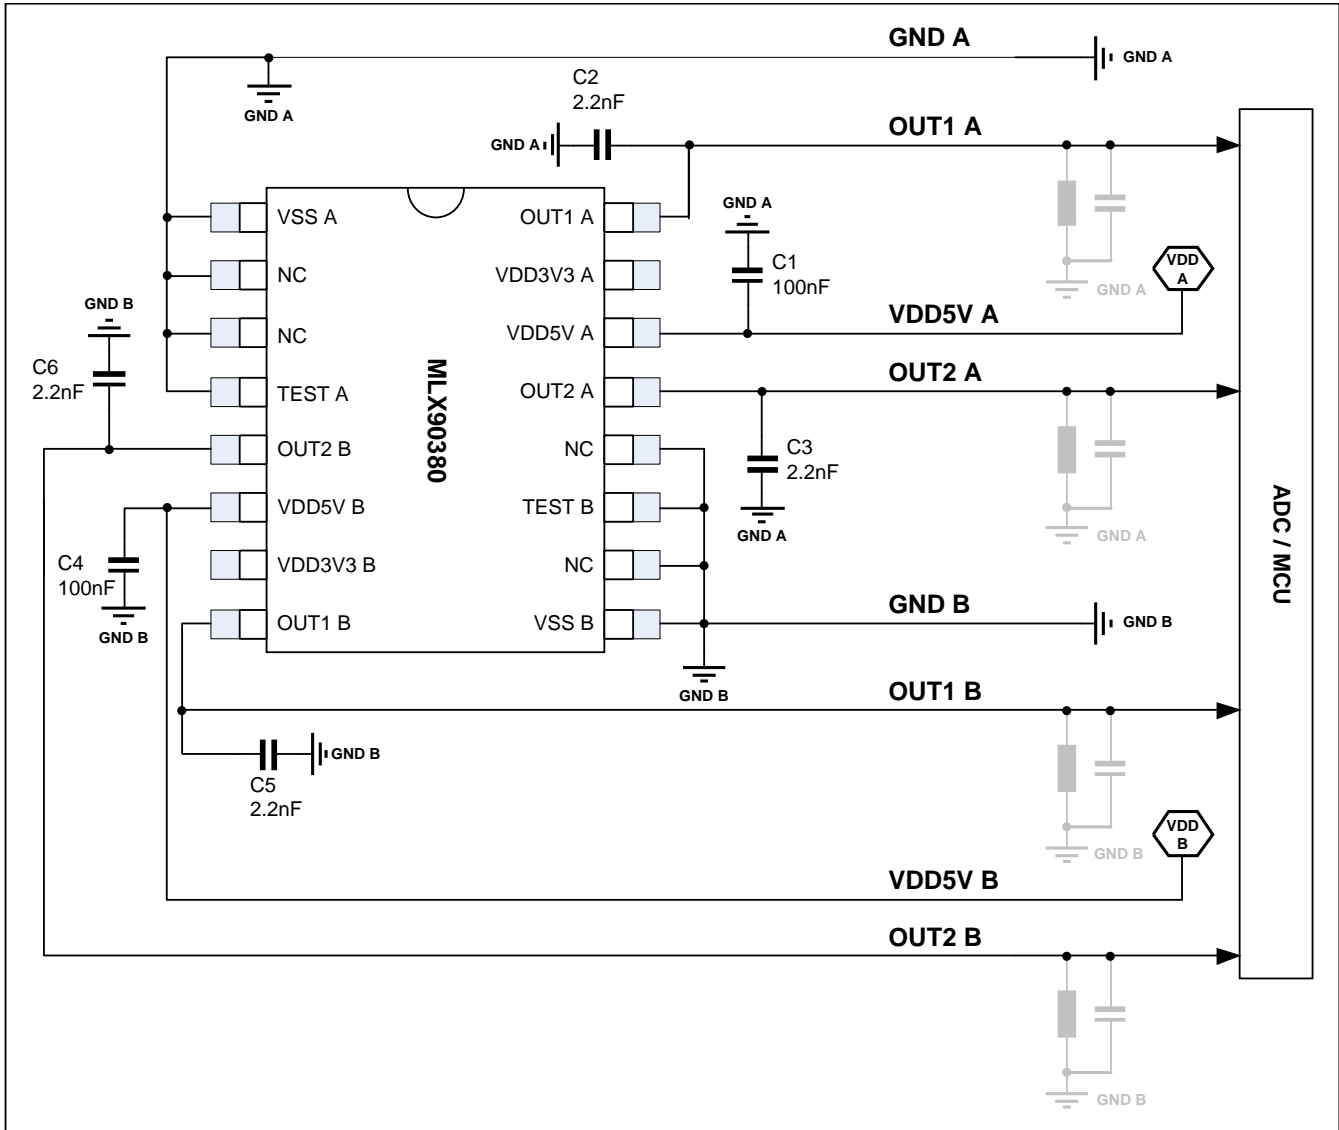 GND A
GND A
GND A
C2
2.2nF
GND A
OUT1 A
VSS A
NC
NC
TEST A
OUT2 B
VDD5V B
VDD3V3 B
OUT1 B
MLX90380
OUT1 A
VDD3V3 A
VDD5V A
OUT2 A
NC
TEST B
NC
VSS B
GND A
C1
100nF
VDD5V A
VDD
A
GND A
GND B
C6
2.2nF
OUT2 A
C3
2.2nF
GND A
GND A
C4
100nF
GND B
GND B
GND B
GND B
ADC / MCU
OUT1 B
C5
2.2nF
GND B
GND B
VDD
B
VDD5V B
OUT2 B
GND B